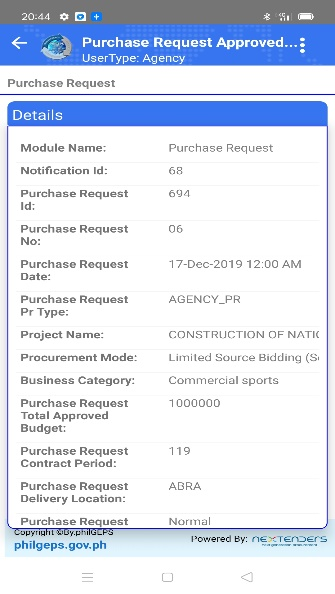 20:44
Purchase Request Approved...
UserType: Agency
Purchase Request
Details
Module Name: Purchase Request
Notification Id: 68
Purchase Request Id: 694
Purchase Request No: 06
Purchase Request Date: 17-Dec-2019 12:00 AM
Purchase Request Pr Type: AGENCY_PR
Project Name: CONSTRUCTION OF NATI
Procurement Mode: Limited Source Bidding (S
Business Category: Commercial sports
Purchase Request Total Approved Budget: 1000000
Purchase Request Contract Period: 119
Purchase Request Delivery Location: ABRA
Purchase Request Normal
Copyright ©By.philGEPS
philgeps.gov.ph
Powered By: NEXTENDERS